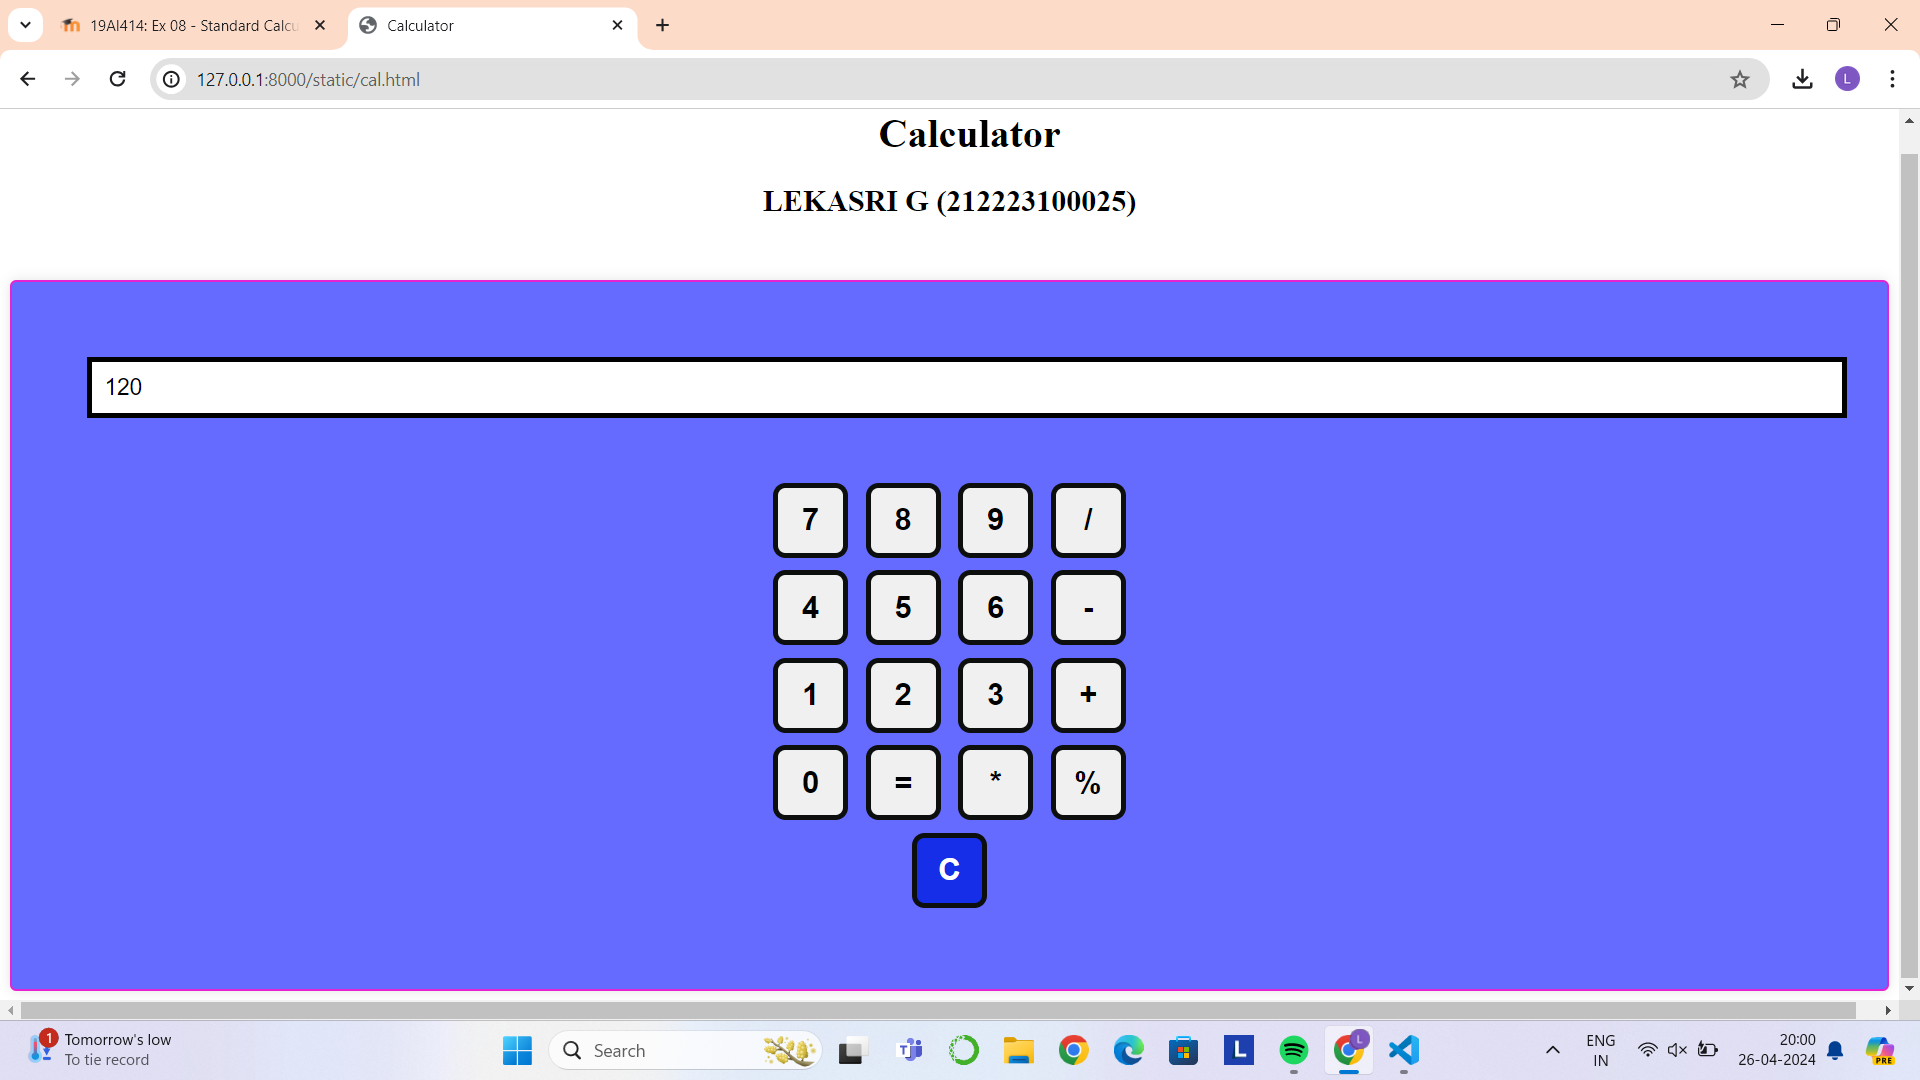 19AI414: Ex 08 - Standard Calcu
Calculator
127.0.0.1:8000/static/cal.html
L
Calculator
LEKASRI G (212223100025)
120
7 8 9 /
4 5 6 -
1 2 3 +
0 = * %
C
1
Tomorrow's low
To tie record
Search
L
L
ENG
IN
20:00
26-04-2024
PRE